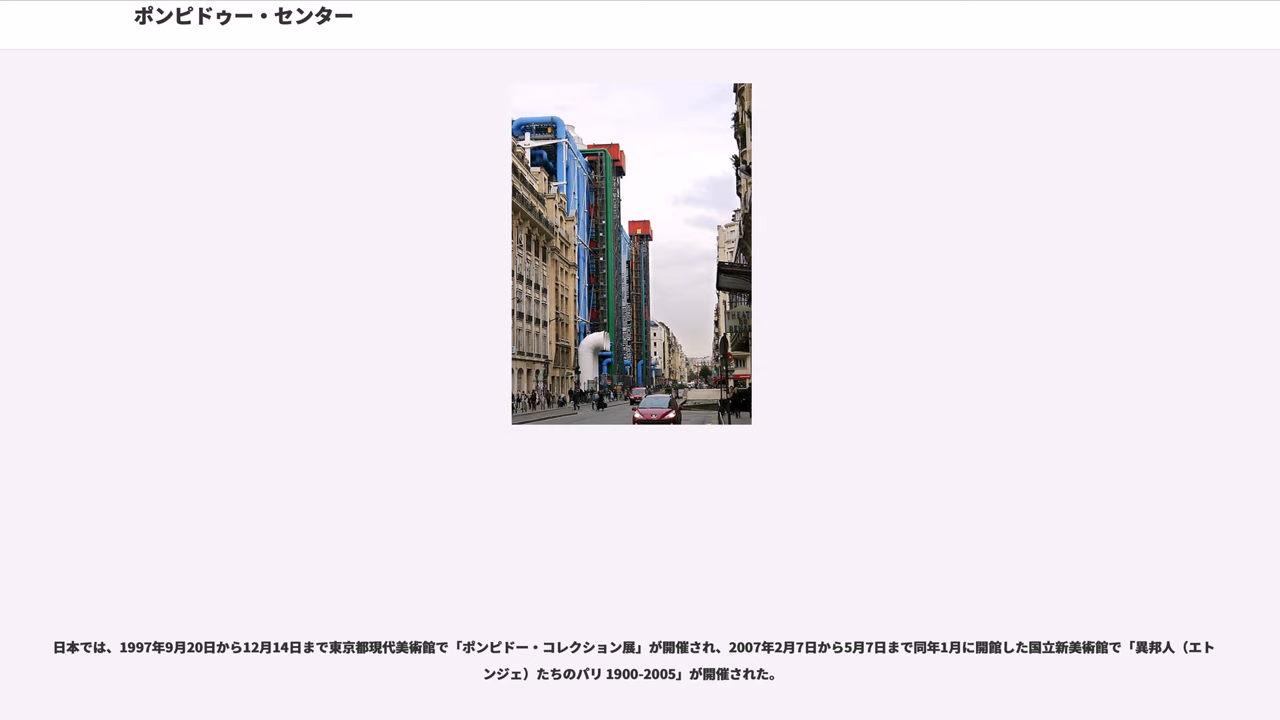 ポンピドゥー・センター
日本では、1997年9月20日から12月14日まで東京都現代美術館で「ポンピドー・コレクション展」が開催され、2007年2月7日から5月7日まで同年1月に開館した国立新美術館で「異邦人（エト
ンジェ）たちのパリ 1900-2005」が開催された。